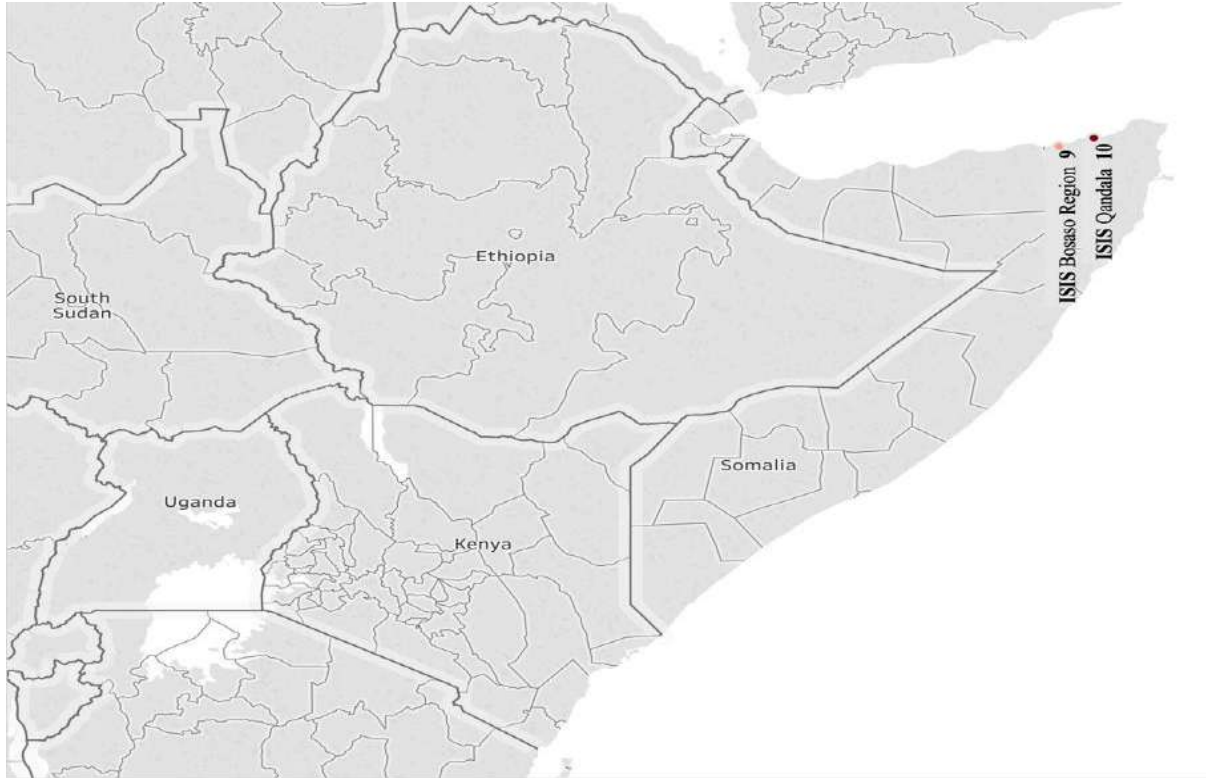 ISIS Bosaso Region 9
ISIS Qandala 10
Ethiopia
South
Sudan
Somalia
Uganda
Kenya